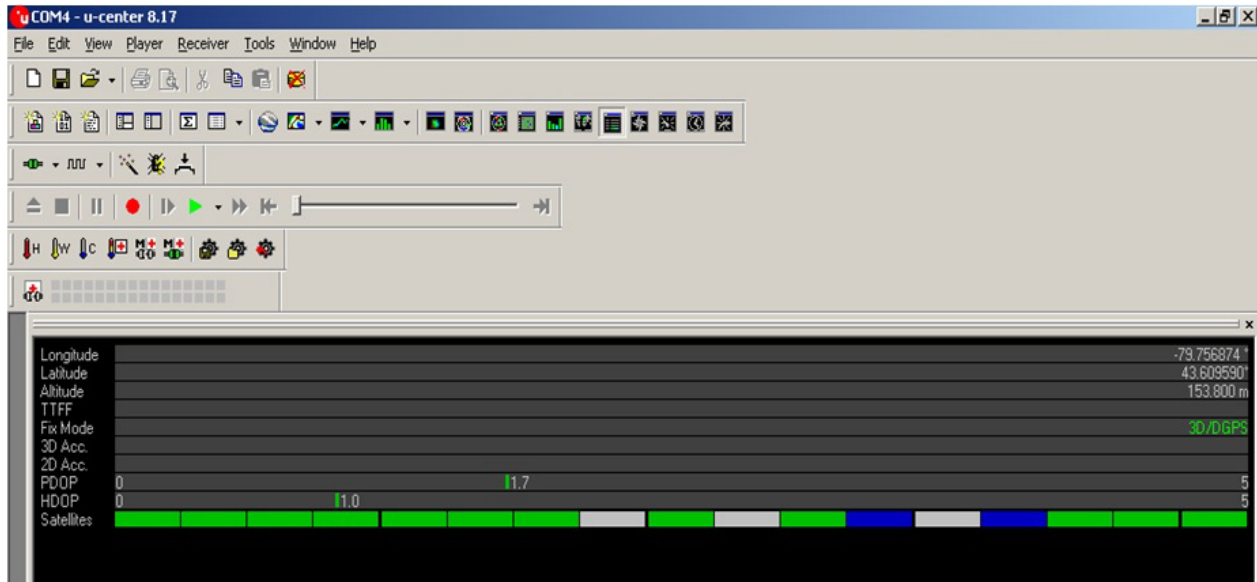 COM4 - u-center 8.17
File Edit View Player Receiver Tools Window Help
H W C
Longitude -79.756874 °
Latitude 43.609590°
Altitude 153.800 m
TTFF
Fix Mode 3D/DGPS
3D Acc.
2D Acc.
PDOP 0 1.7 5
HDOP 0 1.0 5
Satellites